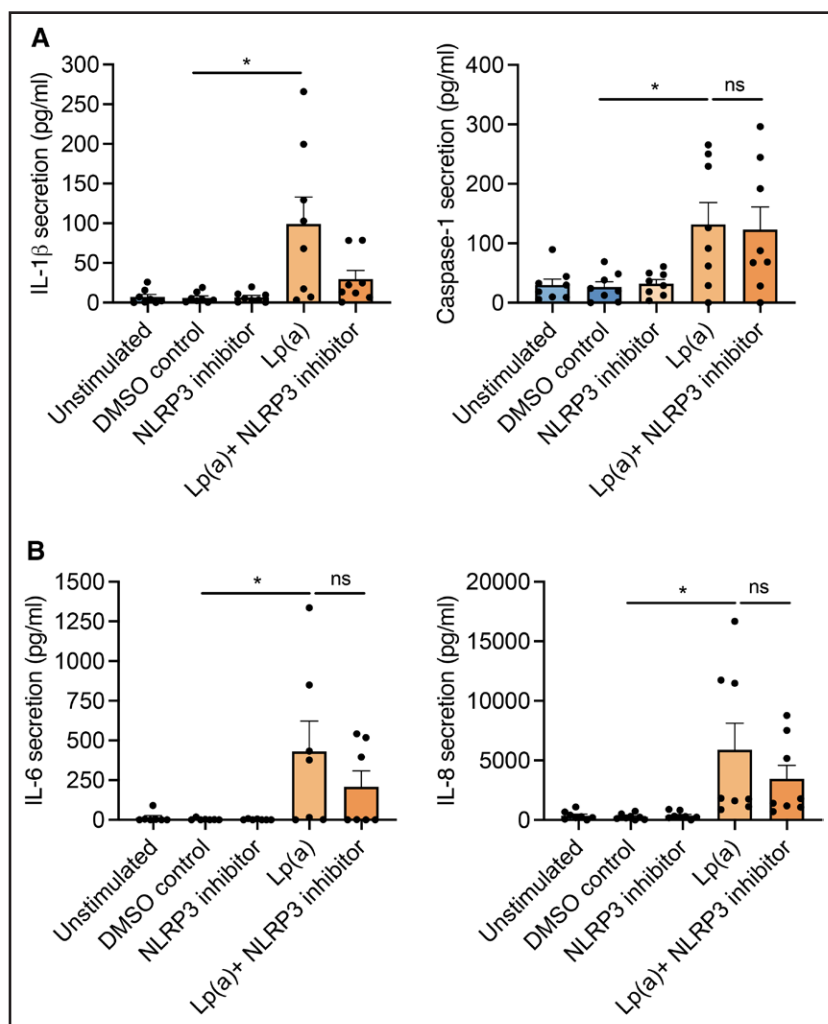 A
IL-1β secretion (pg/ml)
300
250
200
150
100
50
0
*
Unstimulated
DMSO control
NLRP3 inhibitor
Lp(a)
Lp(a)+ NLRP3 inhibitor
Caspase-1 secretion (pg/ml)
400
300
200
100
0
*
ns
Unstimulated
DMSO control
NLRP3 inhibitor
Lp(a)
Lp(a)+ NLRP3 inhibitor
B
IL-6 secretion (pg/ml)
1500
1250
1000
750
500
250
0
*
ns
Unstimulated
DMSO control
NLRP3 inhibitor
Lp(a)
Lp(a)+ NLRP3 inhibitor
IL-8 secretion (pg/ml)
20000
15000
10000
5000
0
*
ns
Unstimulated
DMSO control
NLRP3 inhibitor
Lp(a)
Lp(a)+ NLRP3 inhibitor